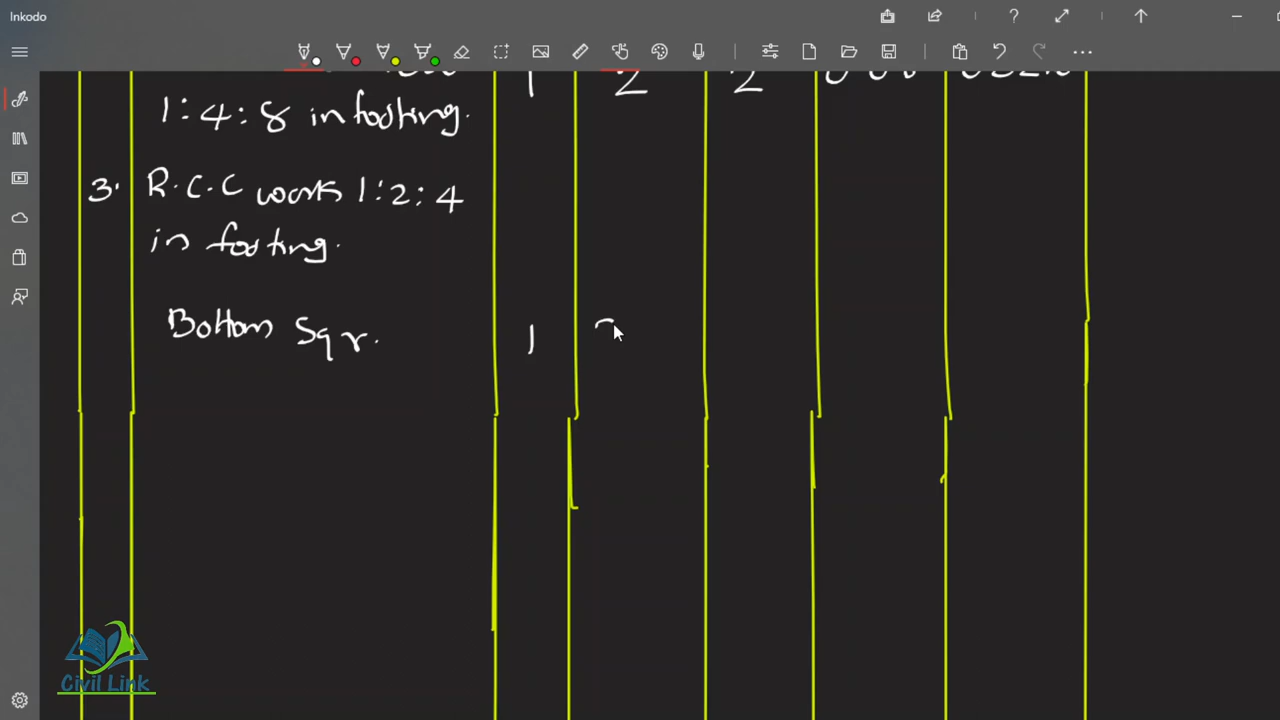 Inkodo
1 2 2
1:4:8 in footing.
3. R.C.C works 1:2:4
in footing.
Bottom Sqr. 1
Civil Link